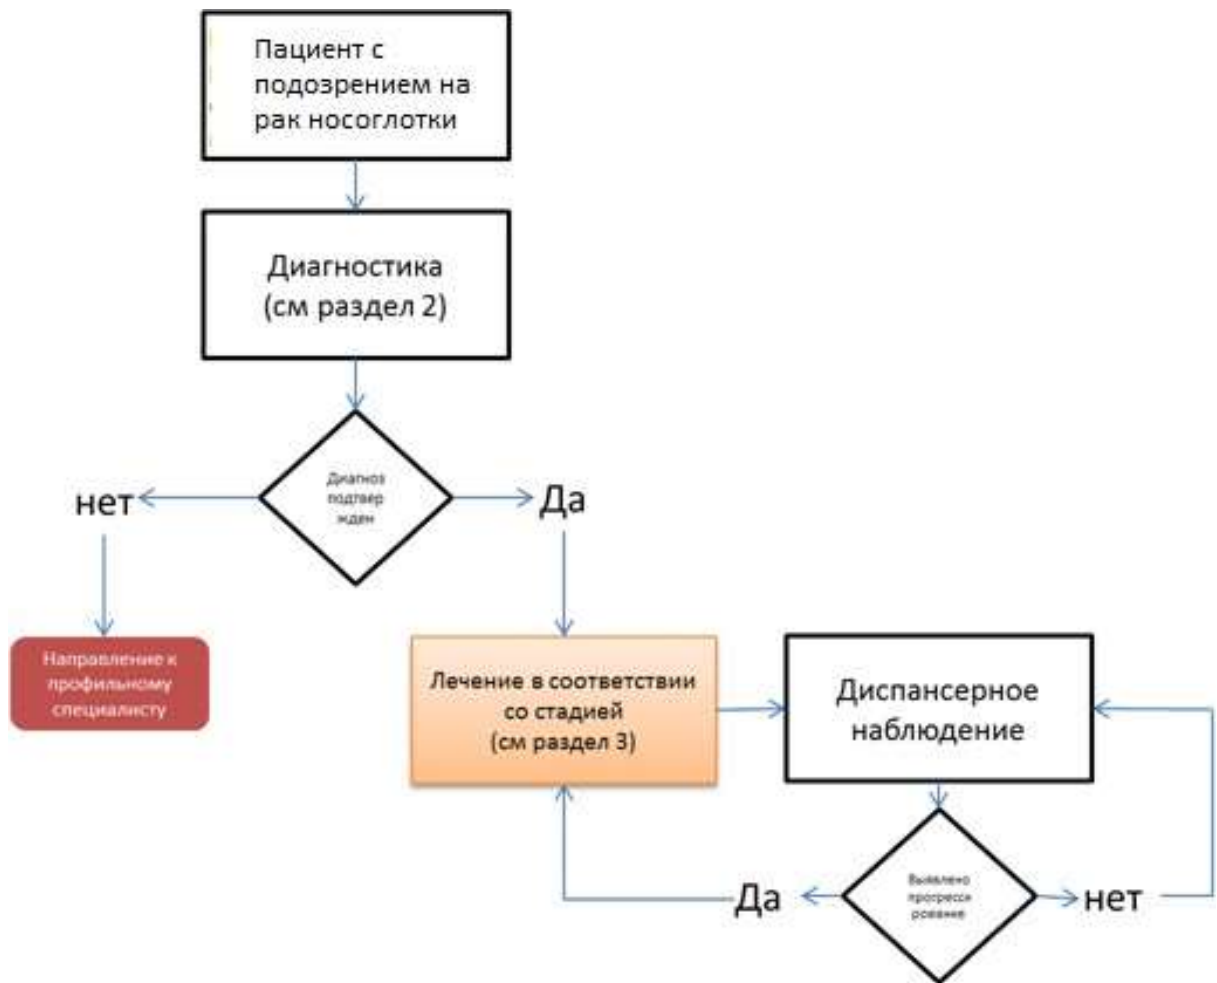 Пациент с
подозрением на
рак носоглотки
Диагностика
(см раздел 2)
Диагноз
подтвер
жден
нет
Да
Направление к
профильному
специалисту
Лечение в соответствии
со стадией
(см раздел 3)
Диспансерное
наблюдение
Выявлено
прогресси
рование
Да
нет